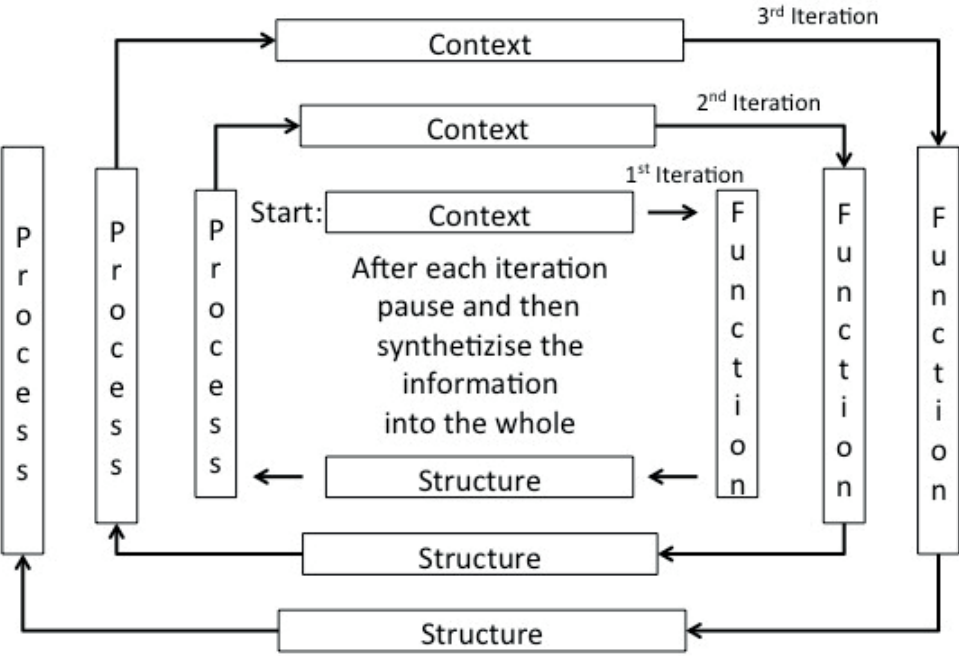 3rd Iteration
Context
2nd Iteration
Context
1st Iteration
Start:
Context
Process
Process
Process
Function
Function
Function
After each iteration
pause and then
synthetizise the
information
into the whole
Structure
Structure
Structure